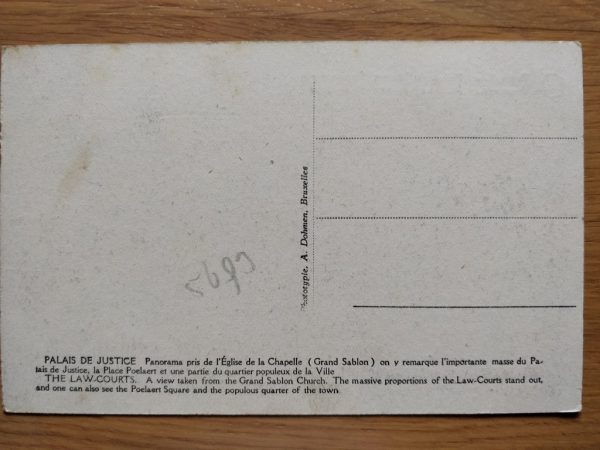 Phototypie. A. Dohmen, Bruxelles
PALAIS DE JUSTICE Panorama pris de l'Église de la Chapelle ( Grand Sablon ) on y remarque l'importante masse du Pa-
lais de Justice, la Place Poelaert et une partie du quartier populeux de la Ville
THE LAW-COURTS. A view taken from the Grand Sablon Church. The massive proportions of the Law-Courts stand out,
and one can also see the Poelaert Square and the populous quarter of the town.